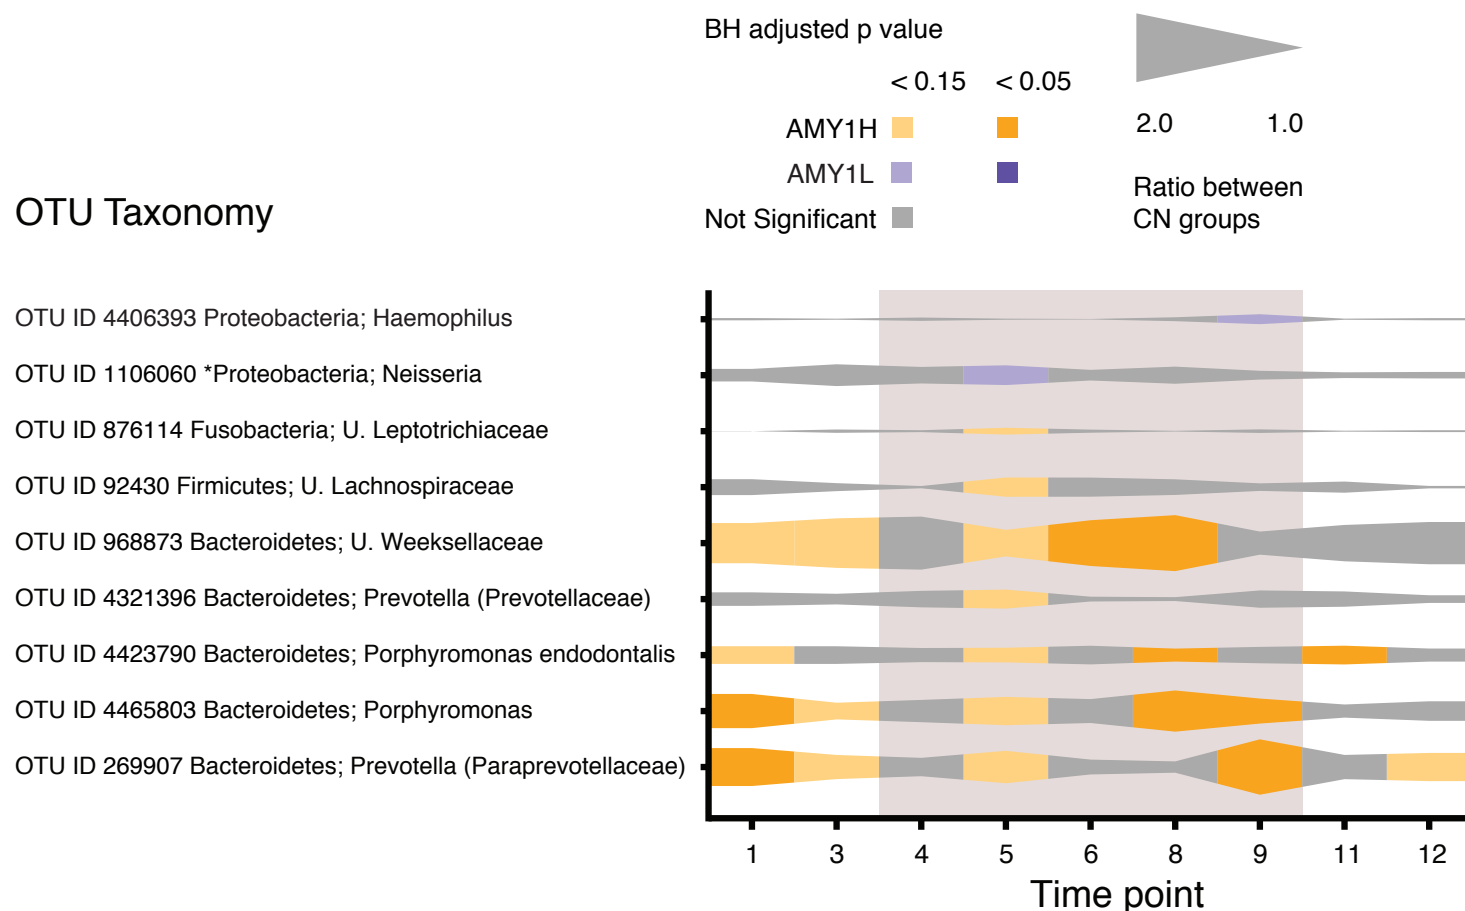 BH adjusted p value
< 0.15 < 0.05
AMY1H
AMY1L
Not Significant
2.0 1.0
Ratio between
CN groups
OTU Taxonomy
OTU ID 4406393 Proteobacteria; Haemophilus
OTU ID 1106060 *Proteobacteria; Neisseria
OTU ID 876114 Fusobacteria; U. Leptotrichiaceae
OTU ID 92430 Firmicutes; U. Lachnospiraceae
OTU ID 968873 Bacteroidetes; U. Weeksellaceae
OTU ID 4321396 Bacteroidetes; Prevotella (Prevotellaceae)
OTU ID 4423790 Bacteroidetes; Porphyromonas endodontalis
OTU ID 4465803 Bacteroidetes; Porphyromonas
OTU ID 269907 Bacteroidetes; Prevotella (Paraprevotellaceae)
1 3 4 5 6 8 9 11 12
Time point